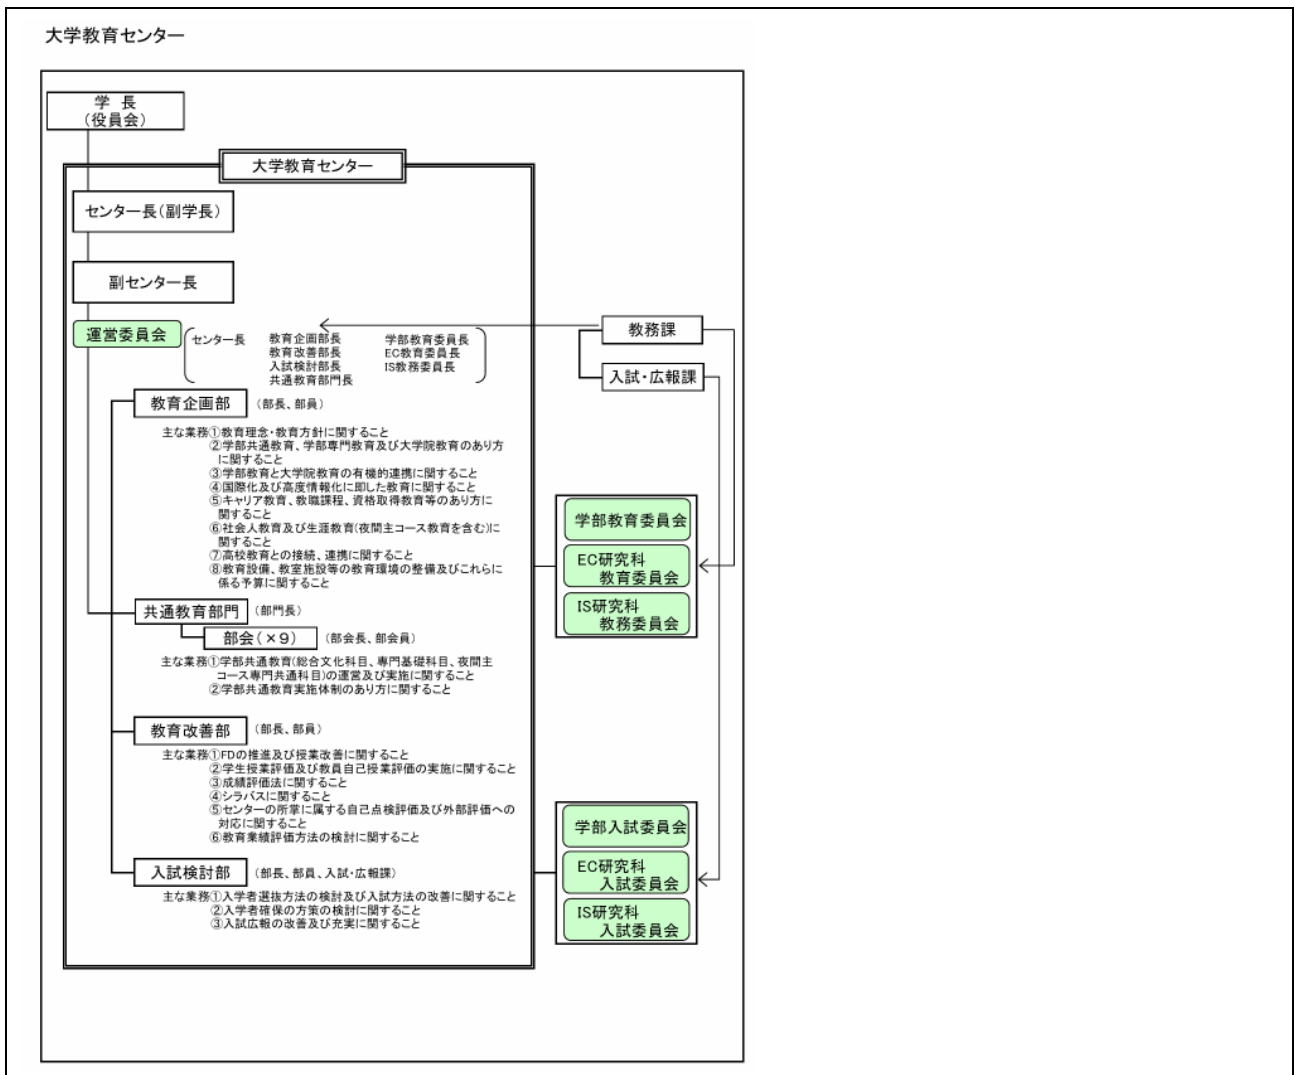 大学教育センター
学 長
(役員会)
大学教育センター
センター長(副学長)
副センター長
運営委員会
センター長
教育企画部長
教育改善部長
入試検討部長
共通教育部門長
学部教育委員長
EC教育委員長
IS教務委員長
教務課
入試・広報課
教育企画部 (部長、部員)
主な業務①教育理念・教育方針に関すること
②学部共通教育、学部専門教育及び大学院教育のあり方
に関すること
③学部教育と大学院教育の有機的連携に関すること
④国際化及び高度情報化に即した教育に関すること
⑤キャリア教育、教職課程、資格取得教育等のあり方に
関すること
⑥社会人教育及び生涯教育(夜間主コース教育を含む)に
関すること
⑦高校教育との接続、連携に関すること
⑧教育設備、教室施設等の教育環境の整備及びこれらに
係る予算に関すること
学部教育委員会
EC研究科
教育委員会
IS研究科
教務委員会
共通教育部門 (部門長)
部会(×9) (部会長、部会員)
主な業務①学部共通教育(総合文化科目、専門基礎科目、夜間主
コース専門共通科目)の運営及び実施に関すること
②学部共通教育実施体制のあり方に関すること
教育改善部 (部長、部員)
主な業務①FDの推進及び授業改善に関すること
②学生授業評価及び教員自己授業評価の実施に関すること
③成績評価法に関すること
④シラバスに関すること
⑤センターの所掌に属する自己点検評価及び外部評価への
対応に関すること
⑥教育業績評価方法の検討に関すること
学部入試委員会
EC研究科
入試委員会
IS研究科
入試委員会
入試検討部 (部長、部員、入試・広報課)
主な業務①入学者選抜方法の検討及び入試方法の改善に関すること
②入学者確保の方策の検討に関すること
③入試広報の改善及び充実に関すること